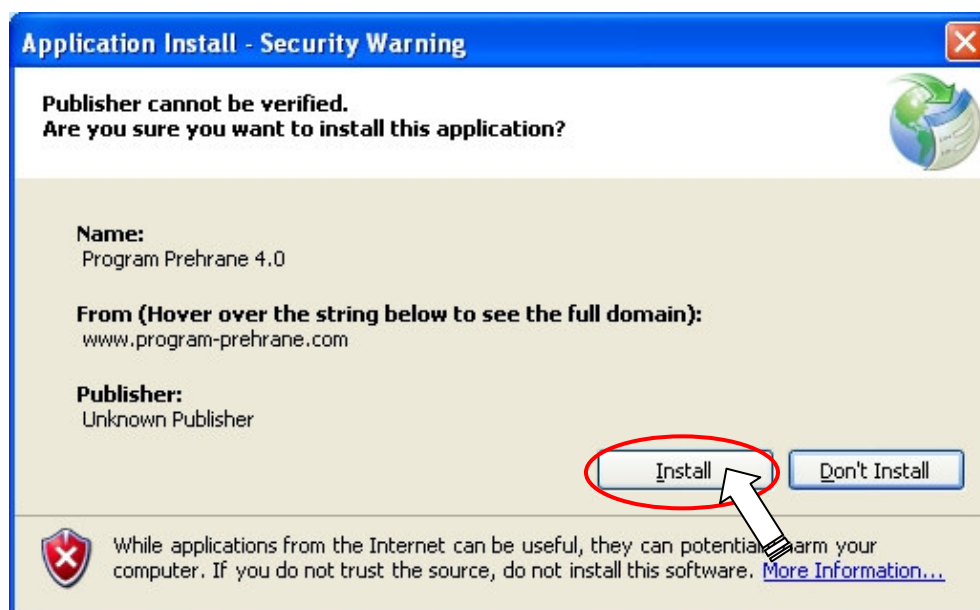 Application Install - Security Warning
Publisher cannot be verified.
Are you sure you want to install this application?
Name:
Program Prehrane 4.0
From (Hover over the string below to see the full domain):
www.program-prehrane.com
Publisher:
Unknown Publisher
Install
Don't Install
While applications from the Internet can be useful, they can potentially harm your
computer. If you do not trust the source, do not install this software. More Information...